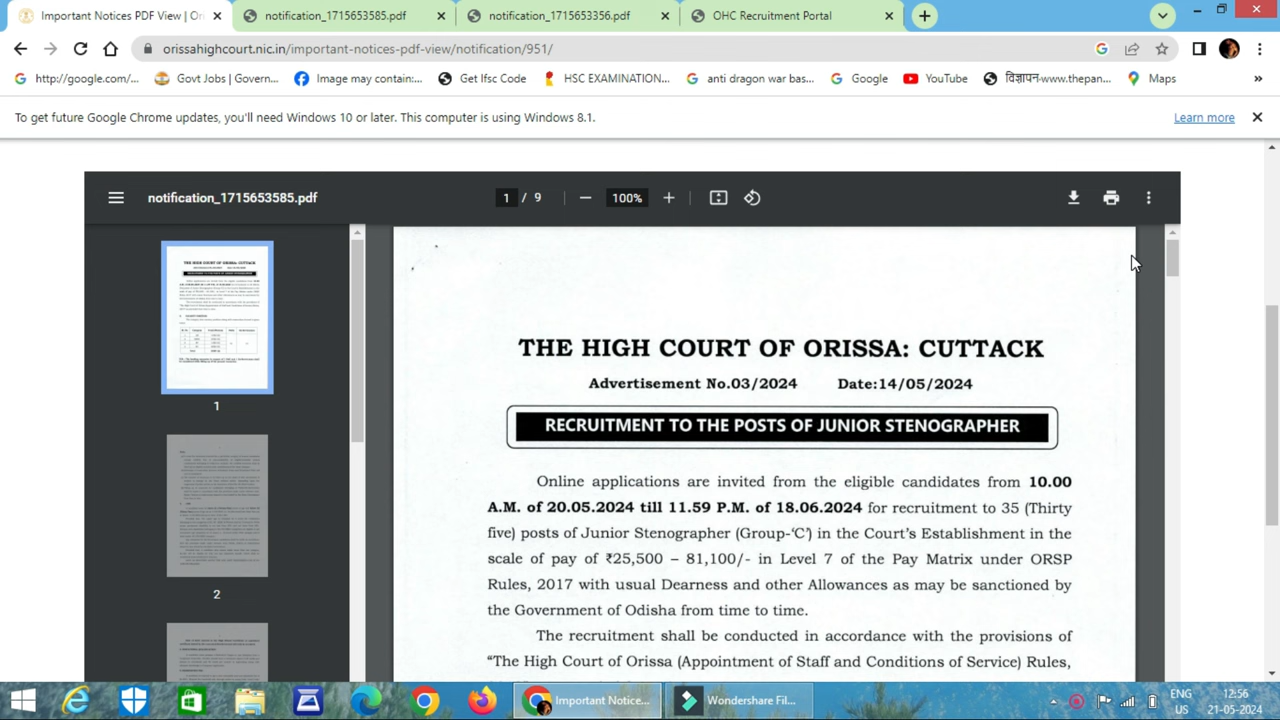 Important Notices PDF View | Or
notification_1715653585.pdf
notification_1715653356.pdf
OHC Recruitment Portal
orissahighcourt.nic.in/important-notices-pdf-view/notification/951/
http://google.com/...
Govt Jobs | Govern...
Image may contain:...
Get Ifsc Code
HSC EXAMINATION...
anti dragon war bas...
Google
YouTube
विज्ञापन-www.thepan...
Maps
»
To get future Google Chrome updates, you'll need Windows 10 or later. This computer is using Windows 8.1.
Learn more
notification_1715653585.pdf
1 / 9
100%
1
2
THE HIGH COURT OF ORISSA: CUTTACK
Advertisement No.03/2024 Date:14/05/2024
RECRUITMENT TO THE POSTS OF JUNIOR STENOGRAPHER
Online applications are invited from the eligible candidates from 10.00
to 11.59 P.M. of 18.06.2024 for recruitment to 35 (Thirty
posts of Junior Stenographer (Group-'C') in the Court's Establishment in the
Scale of pay of 81,100/- in Level 7 of the Pay Matrix under ORSP
Rules, 2017 with usual Dearness and other Allowances as may be sanctioned by
the Government of Odisha from time to time.
The recruitment shall be conducted in accordance with the provisions of
The High Court of Orissa (Appointment of Staff and Conditions of Service) Rules,
Important Notice...
Wondershare Fil...
ENG
US
12:56
21-05-2024